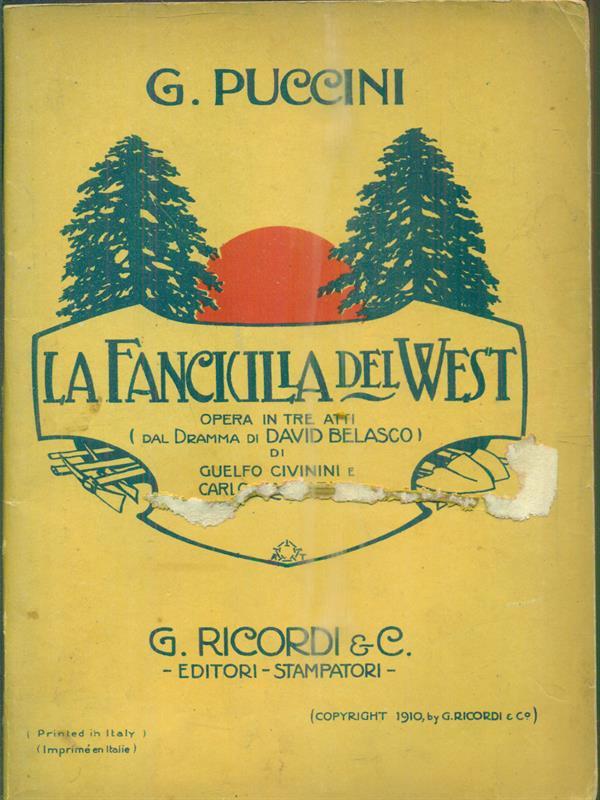 G. PUCCINI
LA FANCIULLA DEL WEST
OPERA IN TRE ATTI
( DAL DRAMMA DI DAVID BELASCO )
DI
GUELFO CIVININI E
CARLO
G. RICORDI & C.
- EDITORI - STAMPATORI -
(COPYRIGHT 1910, by G. RICORDI & Co.)
( Printed in Italy )
( Imprimé en Italie )